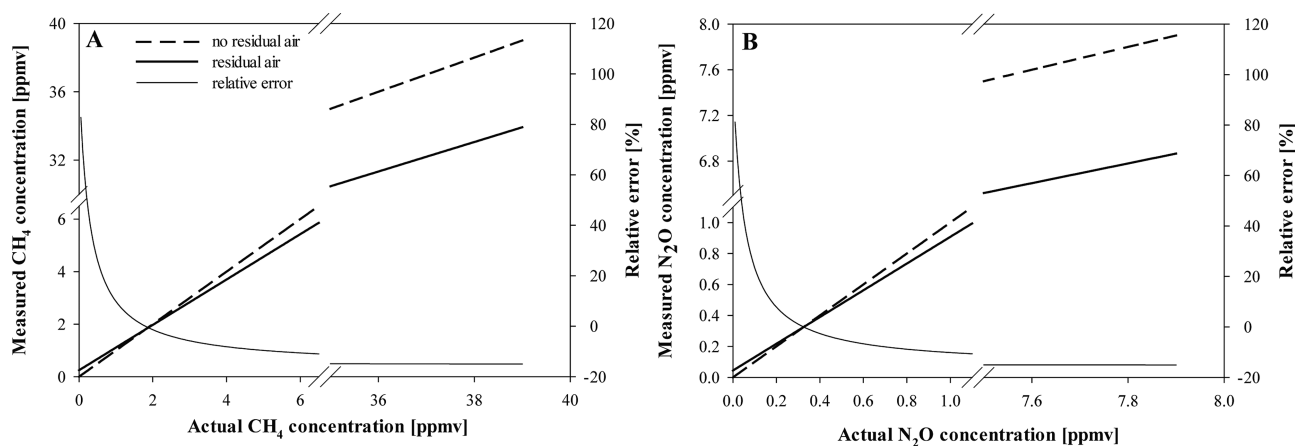 A
no residual air
residual air
relative error
Measured CH4 concentration [ppmv]
40
38
36
34
32
6
4
2
0
0 2 4 6 36 38 40
Actual CH4 concentration [ppmv]
120
100
80
60
40
20
0
-20
Relative error [%]
B
Measured N2O concentration [ppmv]
8.0
7.6
7.2
6.8
1.0
0.8
0.6
0.4
0.2
0.0
0.0 0.2 0.4 0.6 0.8 1.0 7.6 7.8 8.0
Actual N2O concentration [ppmv]
120
100
80
60
40
20
0
-20
Relative error [%]